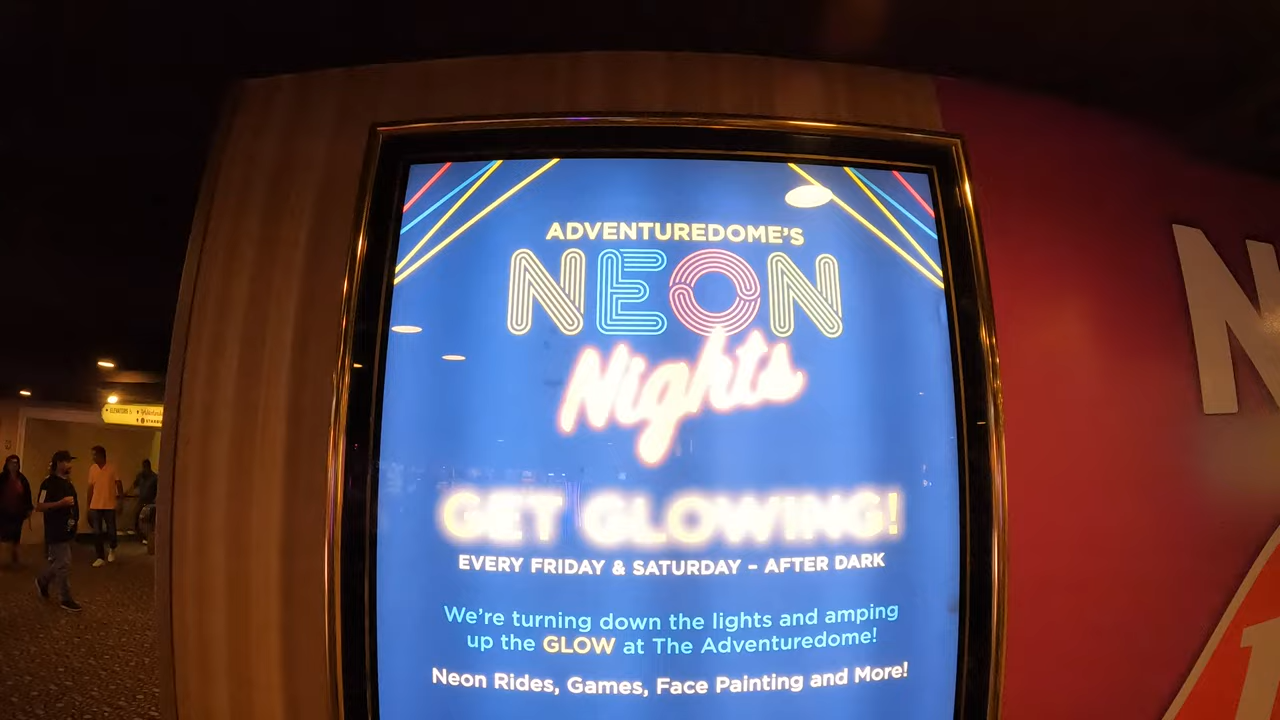 ADVENTUREDOME'S
NEON
Nights
GET GLOWING!
EVERY FRIDAY & SATURDAY – AFTER DARK
We're turning down the lights and amping
up the GLOW at The Adventuredome!
Neon Rides, Games, Face Painting and More!
ELEVATORS
N